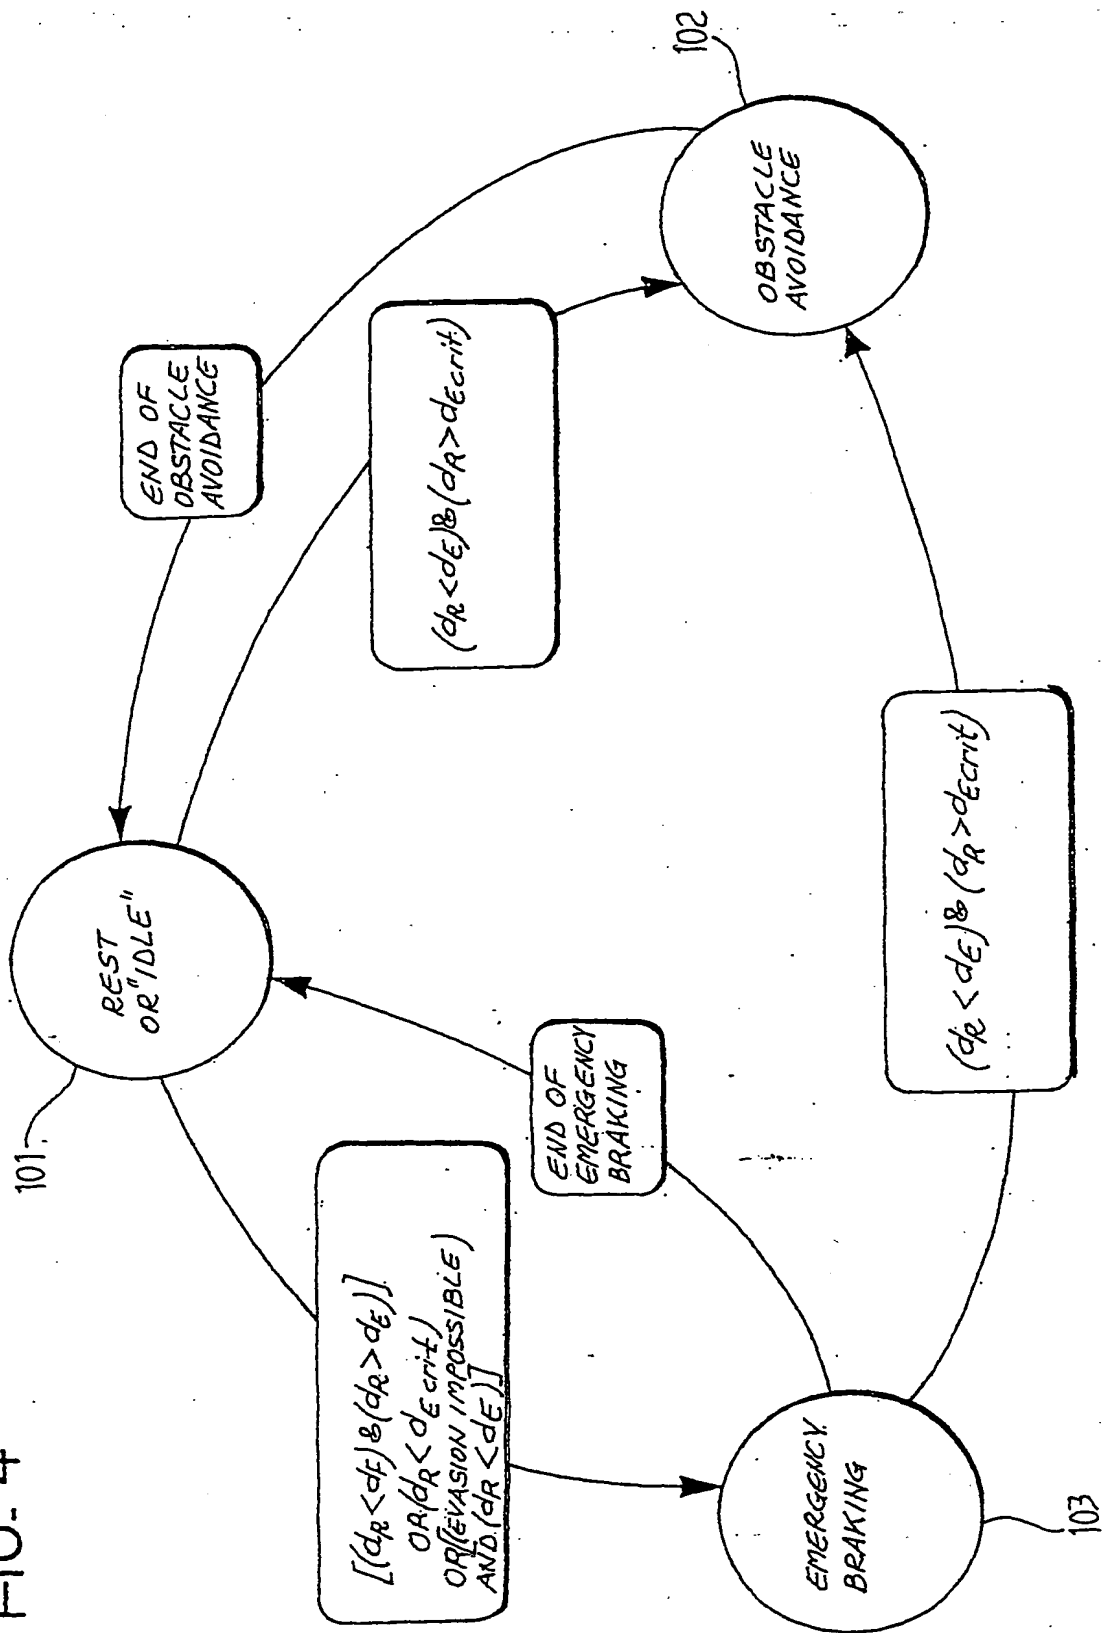 FIG. 4
101
REST
OR "IDLE"
END OF
OBSTACLE
AVOIDANCE
102
[(dR<dF)&(dR>dE)]
OR(dR<dEcrit)
OR[(EVASION IMPOSSIBLE)
AND(dR<dE)]
(dR<dE)&(dR>dEcrit)
END OF
EMERGENCY
BRAKING
OBSTACLE
AVOIDANCE
EMERGENCY
BRAKING
(dR<dE)&(dR>dEcrit)
103